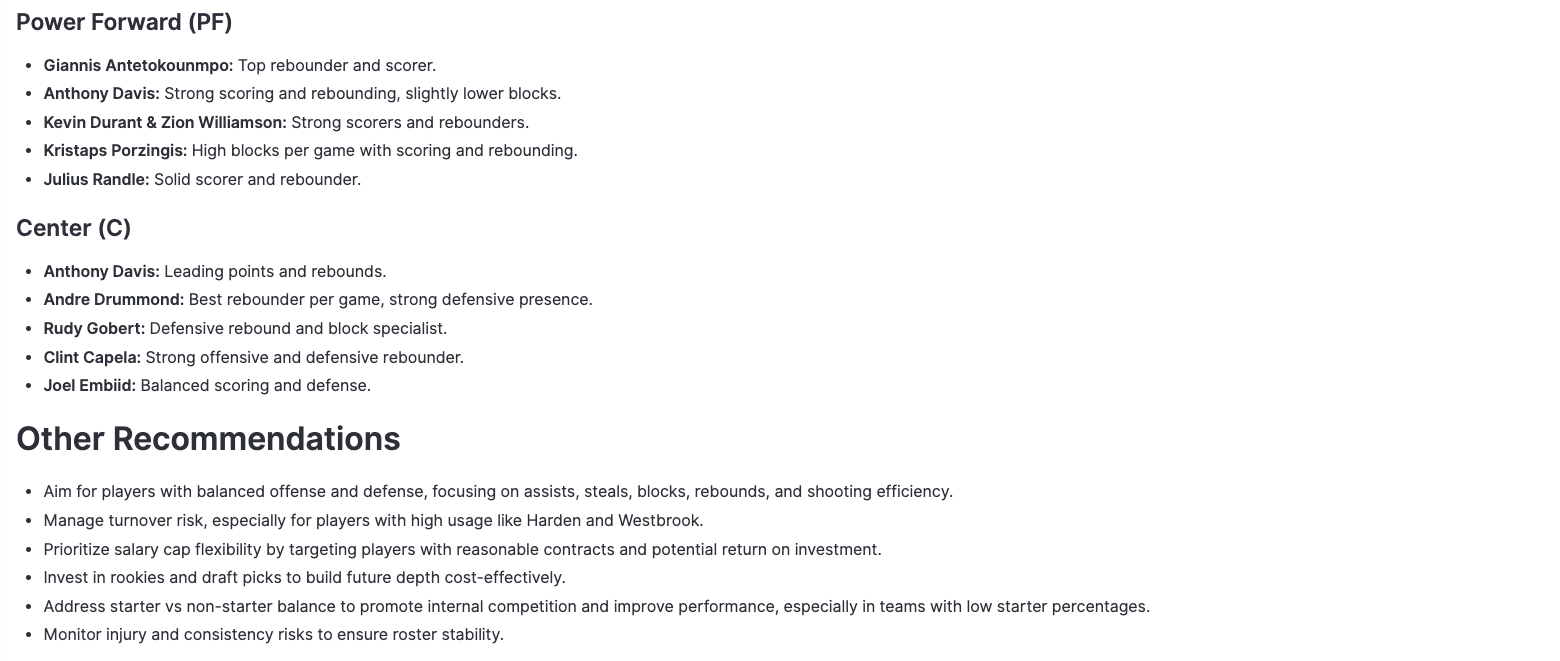 Power Forward (PF)
• Giannis Antetokounmpo: Top rebounder and scorer.
• Anthony Davis: Strong scoring and rebounding, slightly lower blocks.
• Kevin Durant & Zion Williamson: Strong scorers and rebounders.
• Kristaps Porzingis: High blocks per game with scoring and rebounding.
• Julius Randle: Solid scorer and rebounder.
Center (C)
• Anthony Davis: Leading points and rebounds.
• Andre Drummond: Best rebounder per game, strong defensive presence.
• Rudy Gobert: Defensive rebound and block specialist.
• Clint Capela: Strong offensive and defensive rebounder.
• Joel Embiid: Balanced scoring and defense.
Other Recommendations
• Aim for players with balanced offense and defense, focusing on assists, steals, blocks, rebounds, and shooting efficiency.
• Manage turnover risk, especially for players with high usage like Harden and Westbrook.
• Prioritize salary cap flexibility by targeting players with reasonable contracts and potential return on investment.
• Invest in rookies and draft picks to build future depth cost-effectively.
• Address starter vs non-starter balance to promote internal competition and improve performance, especially in teams with low starter percentages.
• Monitor injury and consistency risks to ensure roster stability.